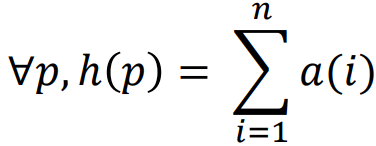 ∀p, h(p) = ∑_{i=1}^{n} a(i)